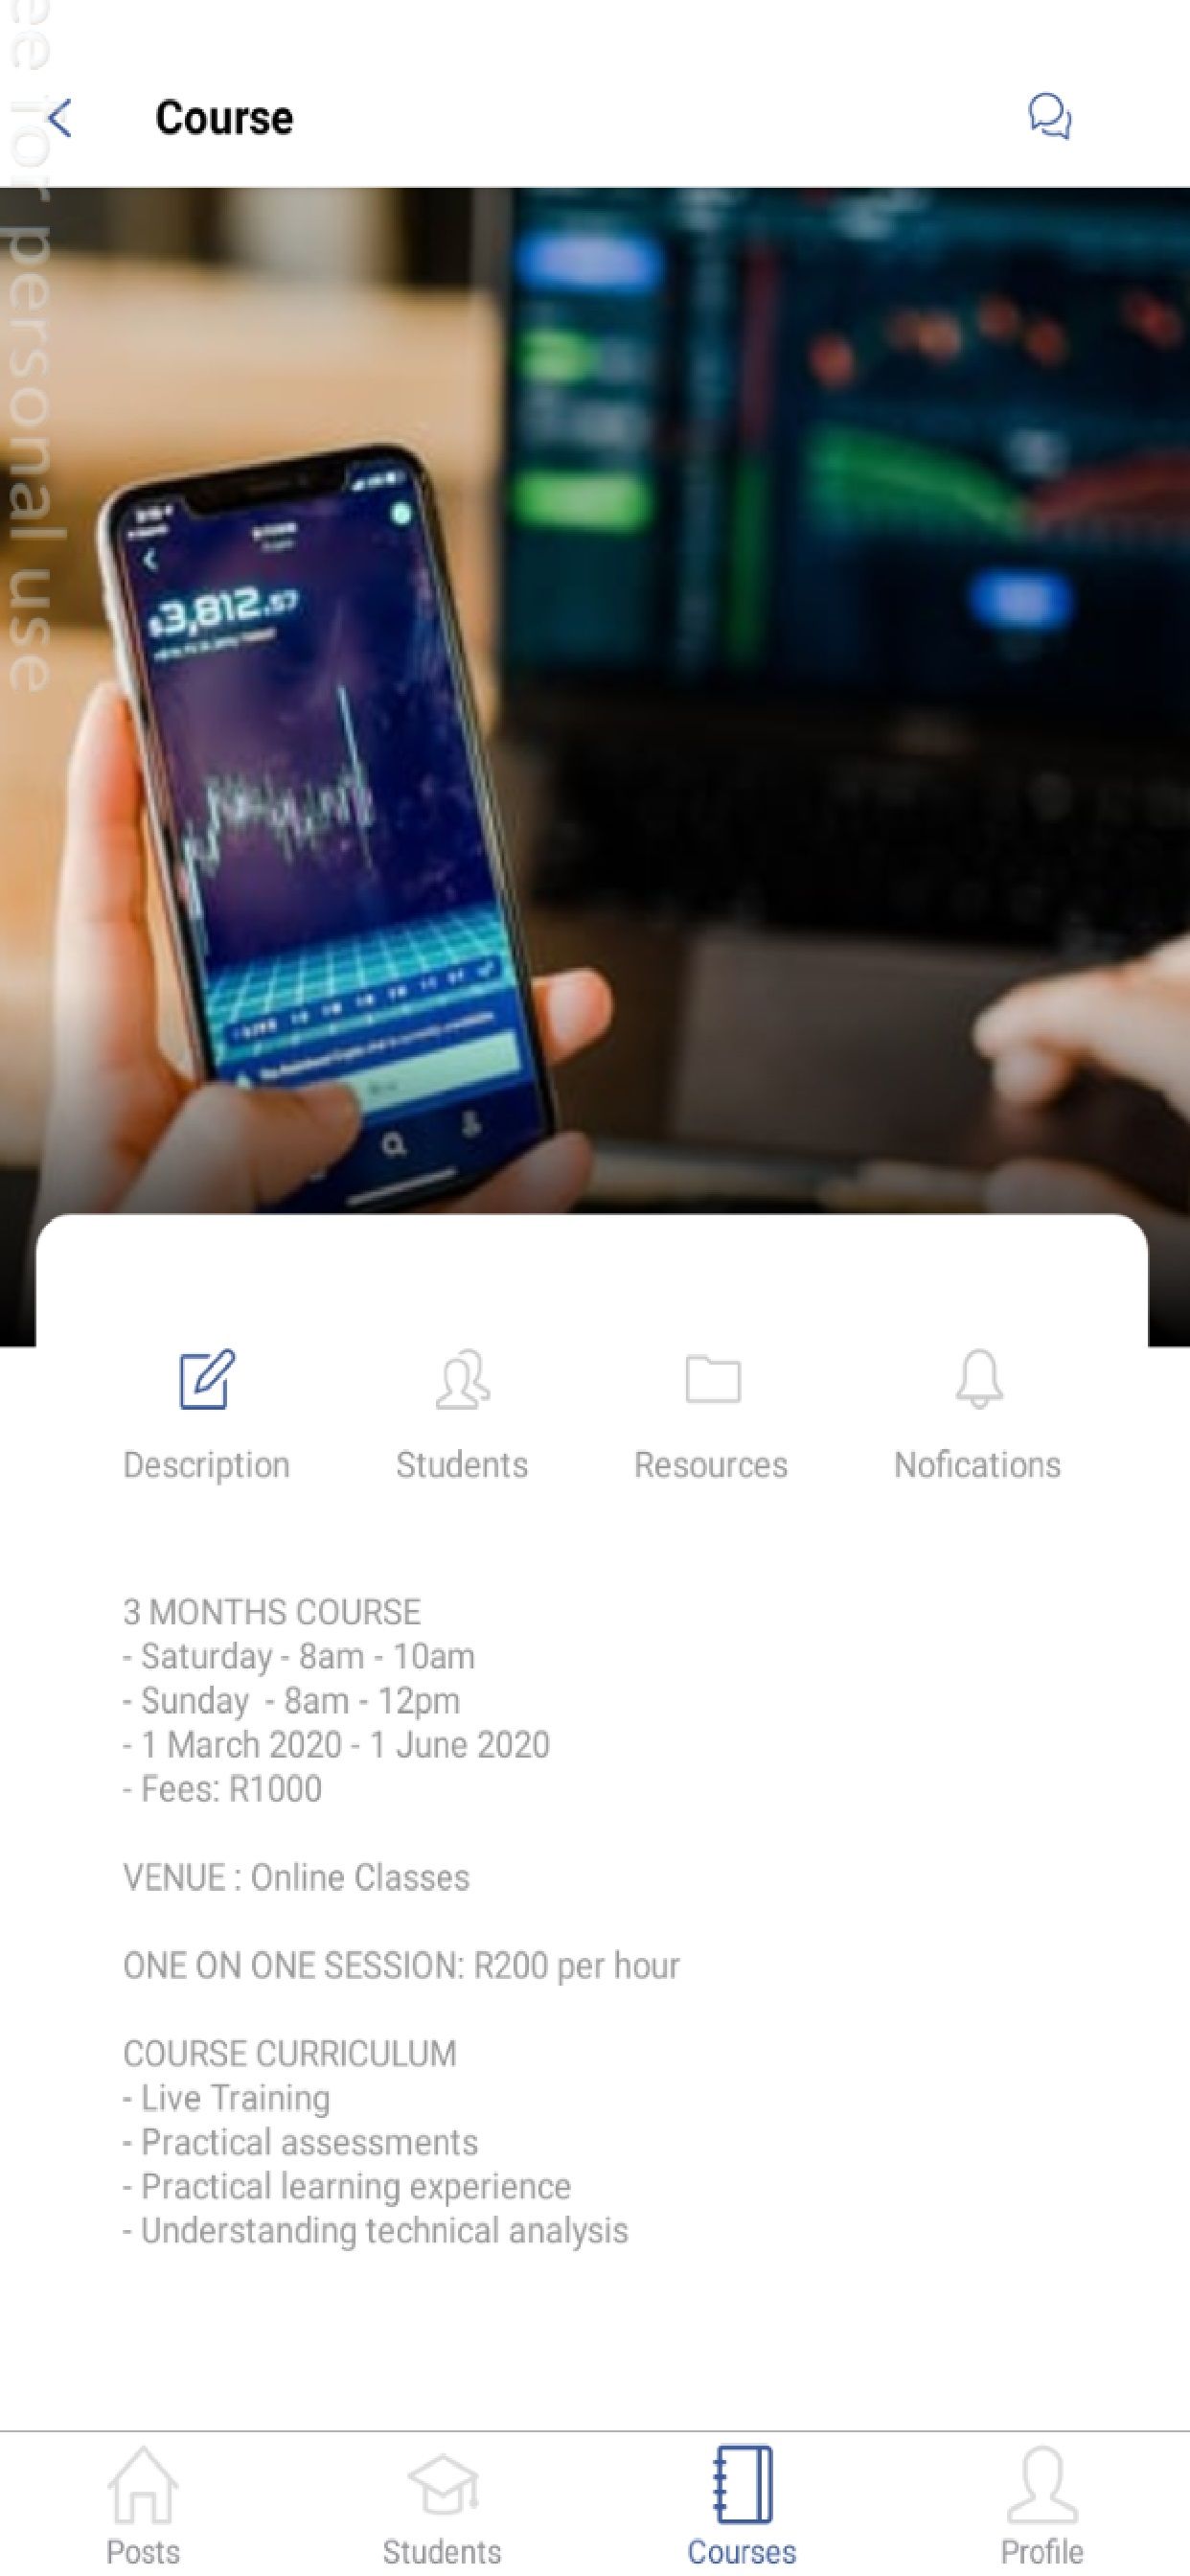 Course
ee for personal use
$3,812.57
Description
Students
Resources
Nofications
3 MONTHS COURSE
- Saturday - 8am - 10am
- Sunday  - 8am - 12pm
- 1 March 2020 - 1 June 2020
- Fees: R1000
VENUE : Online Classes
ONE ON ONE SESSION: R200 per hour
COURSE CURRICULUM
- Live Training
- Practical assessments
- Practical learning experience
- Understanding technical analysis
Posts
Students
Courses
Profile